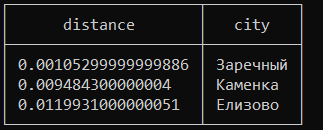 distance city
0.00105299999999886 Заречный
0.009484300000004 Каменка
0.0119931000000051 Елизово